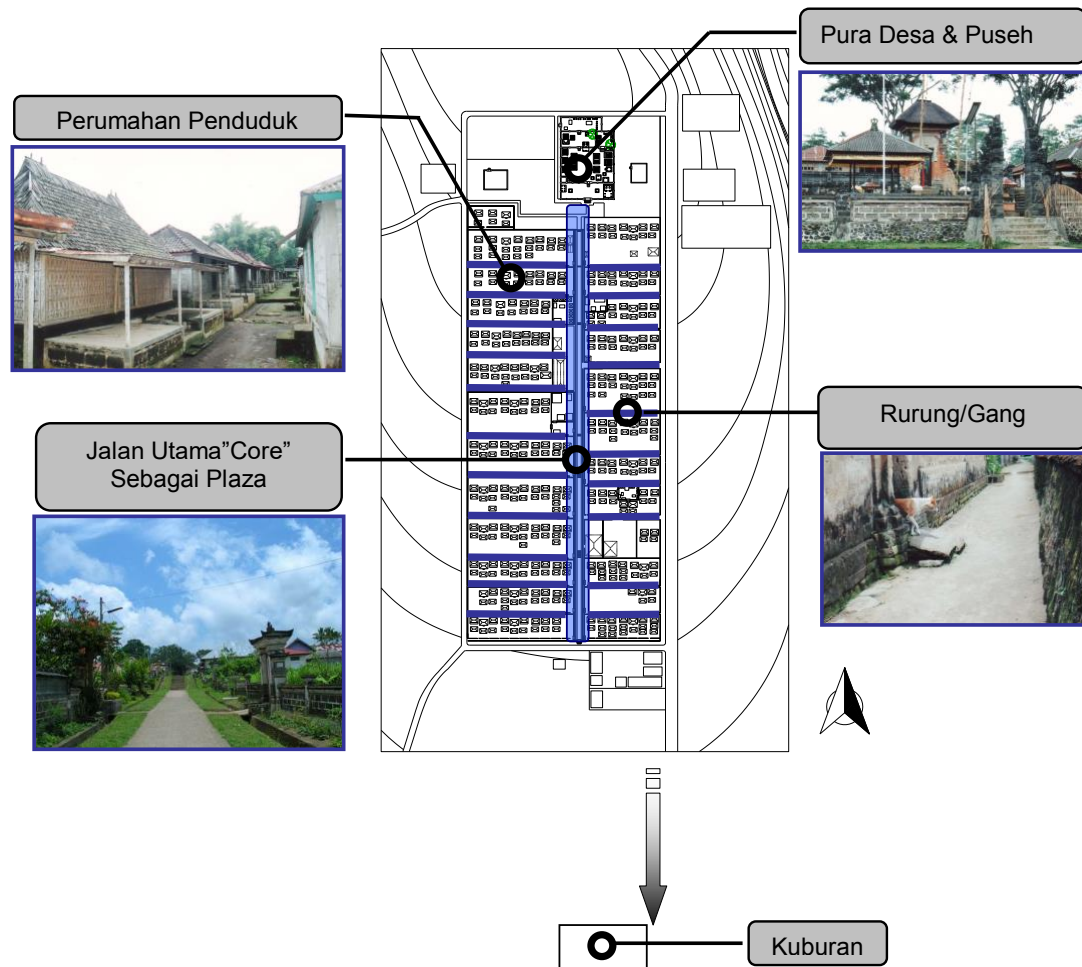 Pura Desa & Puseh
Perumahan Penduduk
Rurung/Gang
Jalan Utama”Core”
Sebagai Plaza
Kuburan